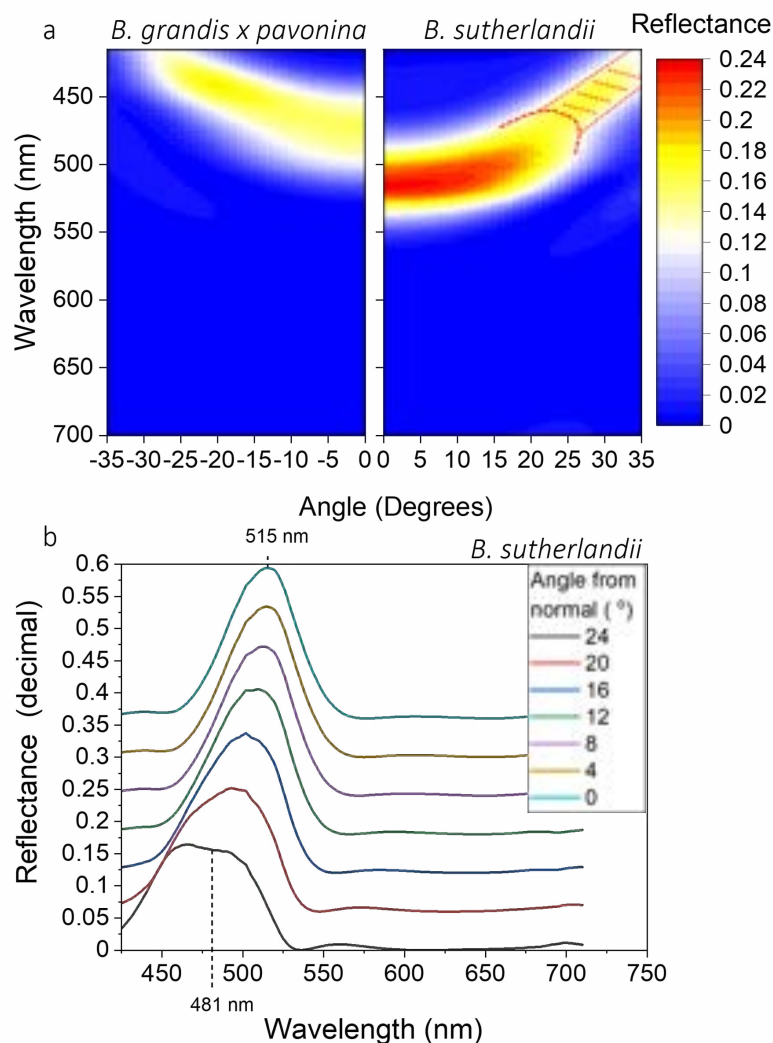 a
B. grandis x pavonina
B. sutherlandii
Reflectance
Wavelength (nm)
450
500
550
600
650
700
-35 -30 -25 -20 -15 -10 -5 0
0 5 10 15 20 25 30 35
0.24
0.22
0.2
0.18
0.16
0.14
0.12
0.1
0.08
0.06
0.04
0.02
0
Angle (Degrees)
b
515 nm
B. sutherlandii
Reflectance (decimal)
0.6
0.55
0.5
0.45
0.4
0.35
0.3
0.25
0.2
0.15
0.1
0.05
0
Angle from
normal ( º)
24
20
16
12
8
4
0
450 500 550 600 650 700 750
481 nm
Wavelength (nm)